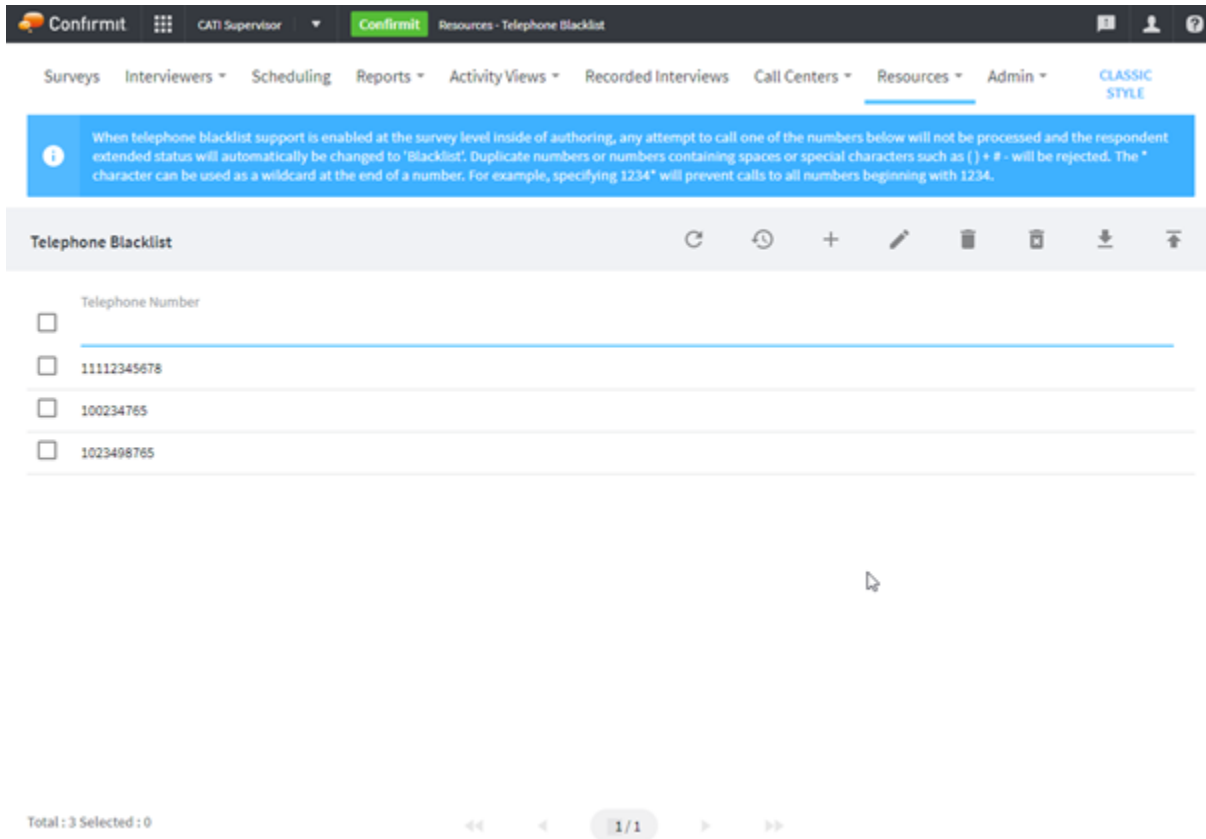 Confirmit CATI Supervisor Confirmit Resources - Telephone Blacklist
Surveys Interviewers Scheduling Reports Activity Views Recorded Interviews Call Centers Resources Admin CLASSIC STYLE
When telephone blacklist support is enabled at the survey level inside of authoring, any attempt to call one of the numbers below will not be processed and the respondent
extended status will automatically be changed to 'Blacklist'. Duplicate numbers or numbers containing spaces or special characters such as ( ) + # - will be rejected. The *
character can be used as a wildcard at the end of a number. For example, specifying 1234* will prevent calls to all numbers beginning with 1234.
Telephone Blacklist
Telephone Number
11112345678
100234765
1023498765
Total : 3 Selected : 0 1 / 1